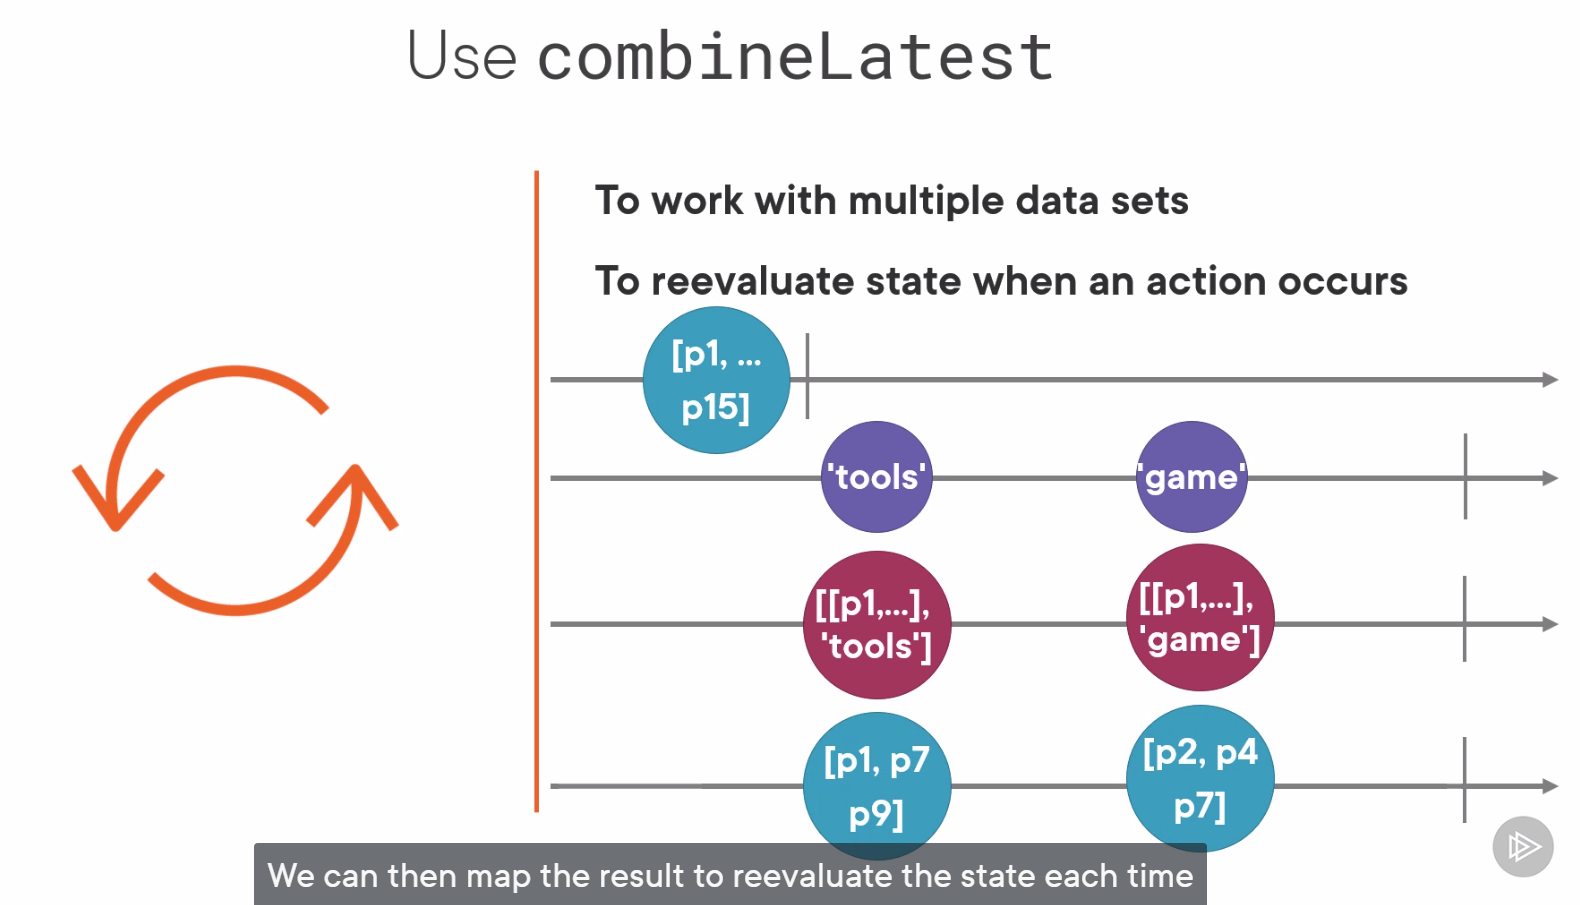 Use combineLatest
To work with multiple data sets
To reevaluate state when an action occurs
[p1, ...
p15]
'tools'
'game'
[[p1,...],
'tools']
[[p1,...],
'game']
[p1, p7
p9]
[p2, p4
p7]
We can then map the result to reevaluate the state each time